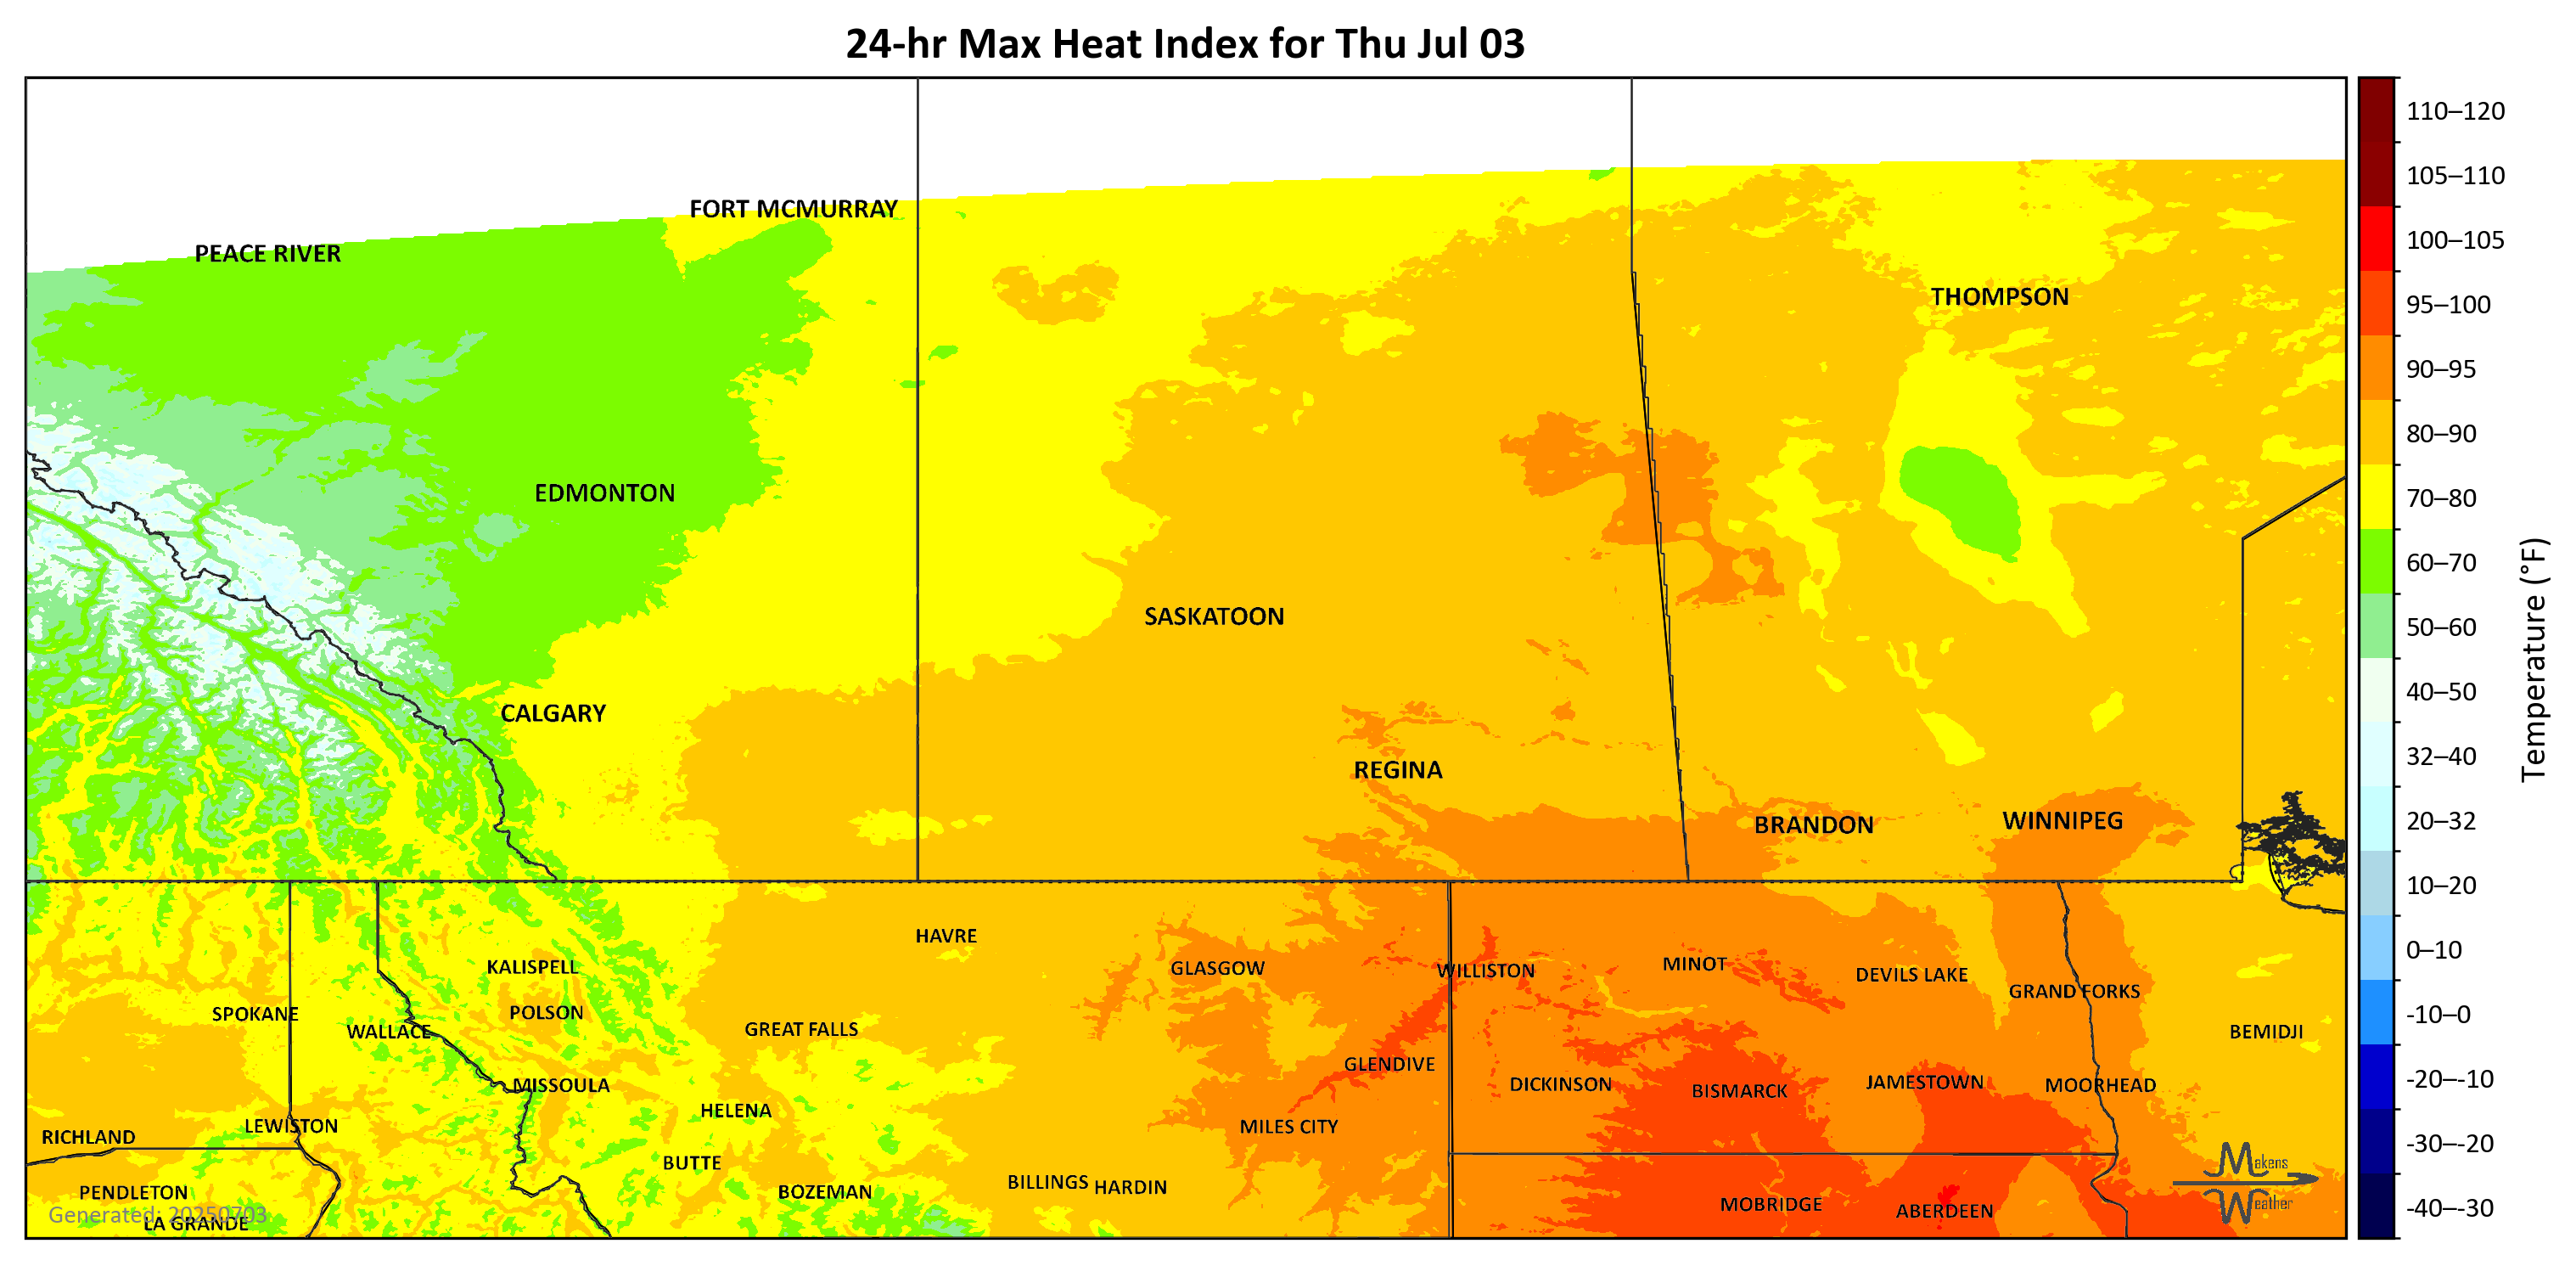 24-hr Max Heat Index for Thu Jul 03
FORT MCMURRAY
PEACE RIVER
THOMPSON
EDMONTON
SASKATOON
CALGARY
REGINA
BRANDON
WINNIPEG
HAVRE
KALISPELL
GLASGOW
WILLISTON
MINOT
DEVILS LAKE
SPOKANE
POLSON
GRAND FORKS
WALLACE
GREAT FALLS
BEMIDJI
GLENDIVE
MISSOULA
DICKINSON
BISMARCK
JAMESTOWN
MOORHEAD
HELENA
LEWISTON
MILES CITY
RICHLAND
BUTTE
BILLINGS
HARDIN
PENDLETON
BOZEMAN
MOBRIDGE
ABERDEEN
Generated: 20250703
LA GRANDE
Makens
Weather
110–120
105–110
100–105
95–100
90–95
80–90
70–80
60–70
50–60
40–50
32–40
20–32
10–20
0–10
-10–0
-20–-10
-30–-20
-40–-30
Temperature (°F)